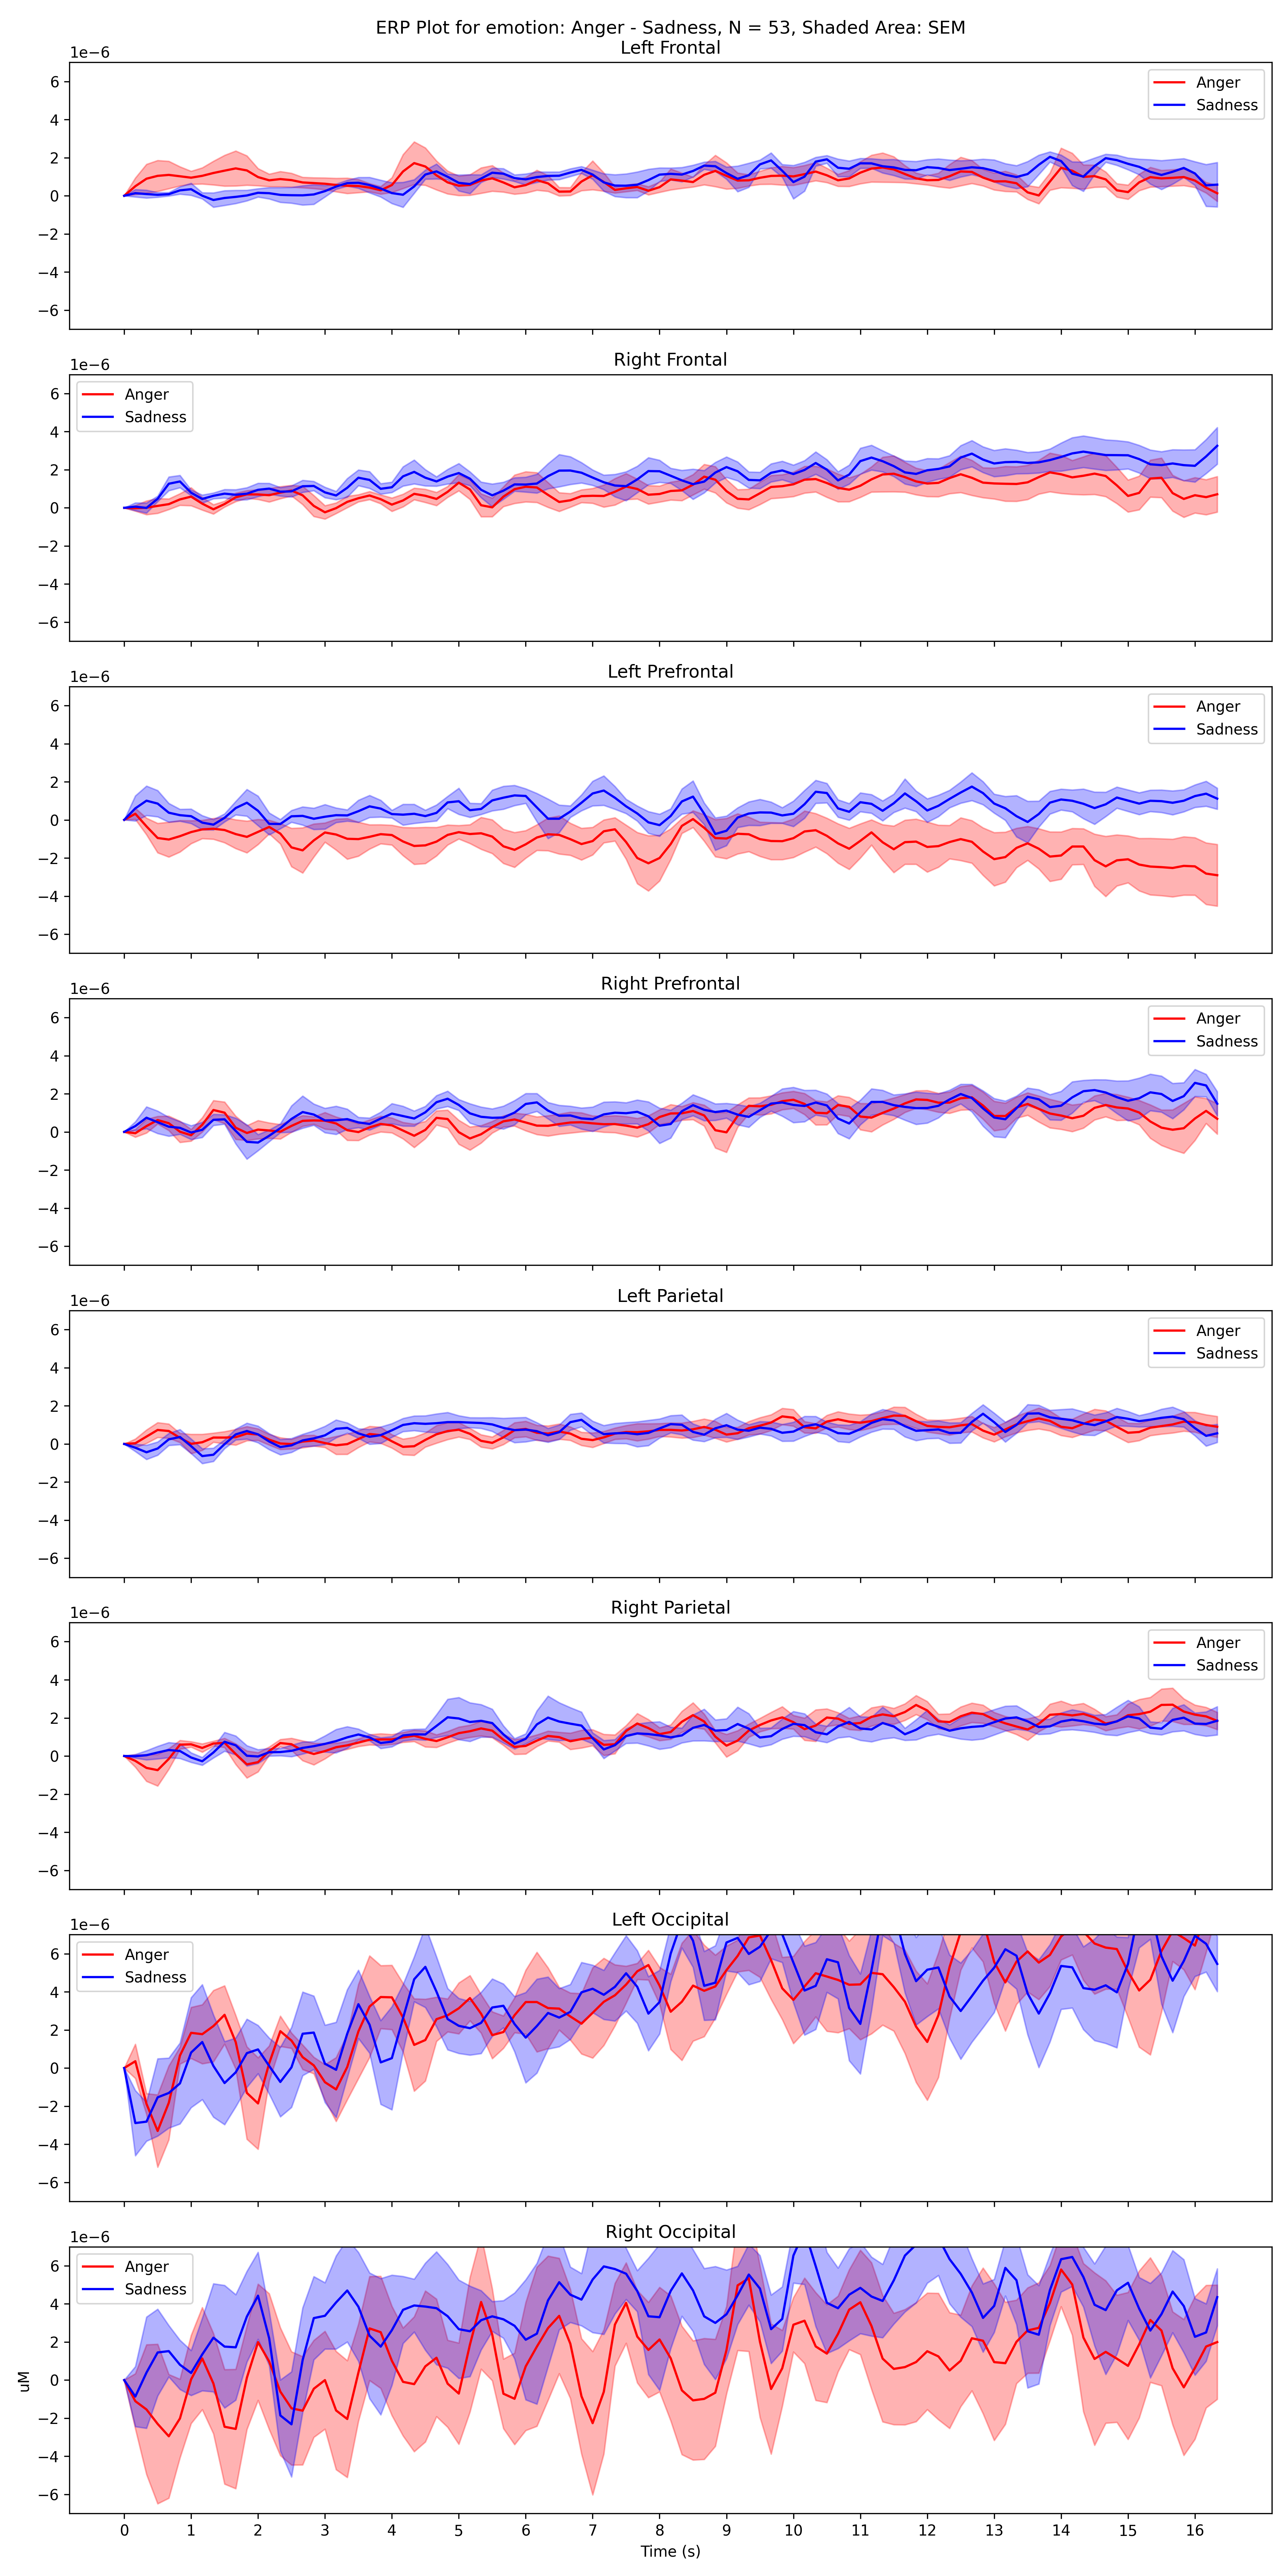 ERP Plot for emotion: Anger - Sadness, N = 53, Shaded Area: SEM
Left Frontal
1e−6
6
4
2
0
−2
−4
−6
Anger
Sadness
Right Frontal
1e−6
6
4
2
0
−2
−4
−6
Anger
Sadness
Left Prefrontal
1e−6
6
4
2
0
−2
−4
−6
Anger
Sadness
Right Prefrontal
1e−6
6
4
2
0
−2
−4
−6
Anger
Sadness
Left Parietal
1e−6
6
4
2
0
−2
−4
−6
Anger
Sadness
Right Parietal
1e−6
6
4
2
0
−2
−4
−6
Anger
Sadness
Left Occipital
1e−6
6
4
2
0
−2
−4
−6
Anger
Sadness
Right Occipital
1e−6
6
4
2
0
−2
−4
−6
Anger
Sadness
uM
0 1 2 3 4 5 6 7 8 9 10 11 12 13 14 15 16
Time (s)